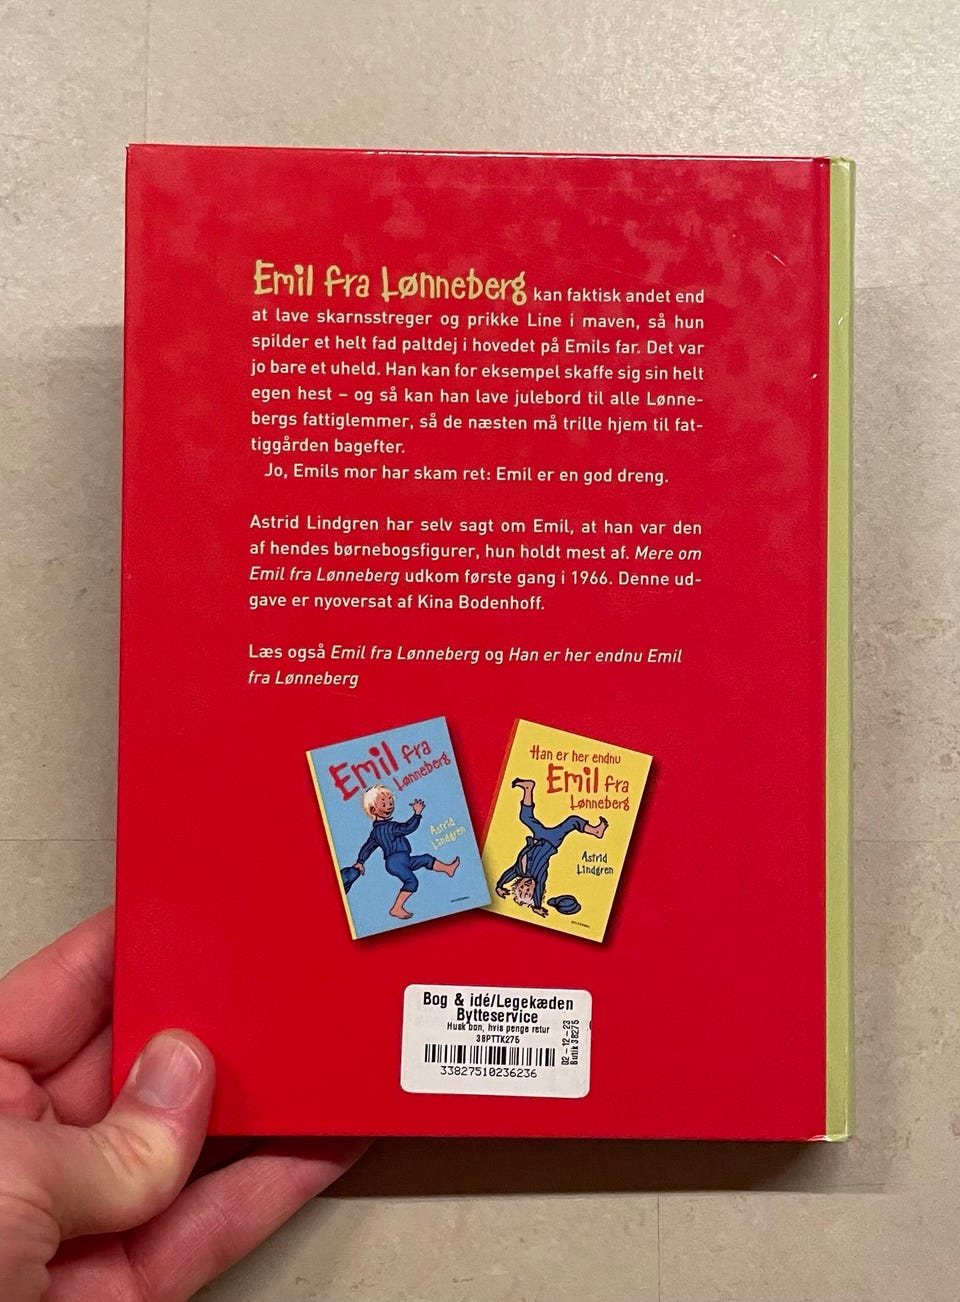 Emil fra Lønneberg kan faktisk andet end
at lave skarnsstreger og prikke Line i maven, så hun
spilder et helt fad paltdej i hovedet på Emils far. Det var
jo bare et uheld. Han kan for eksempel skaffe sig sin helt
egen hest – og så kan han lave julebord til alle Lønne-
bergs fattiglemmer, så de næsten må trille hjem til fat-
tiggården bagefter.
Jo, Emils mor har skam ret: Emil er en god dreng.
Astrid Lindgren har selv sagt om Emil, at han var den
af hendes børnebogsfigurer, hun holdt mest af. Mere om
Emil fra Lønneberg udkom første gang i 1966. Denne ud-
gave er nyoversat af Kina Bodenhoff.
Læs også Emil fra Lønneberg og Han er her endnu Emil
fra Lønneberg
Emil fra
Lønneberg
Astrid
Lindgren
Han er her endnu
Emil fra
Lønneberg
Astrid
Lindgren
Bog & idé/Legekæden
Bytteservice
Husk bon, hvis penge retur
38PTTK275
33827510236236
02-12-23
Butik 38275